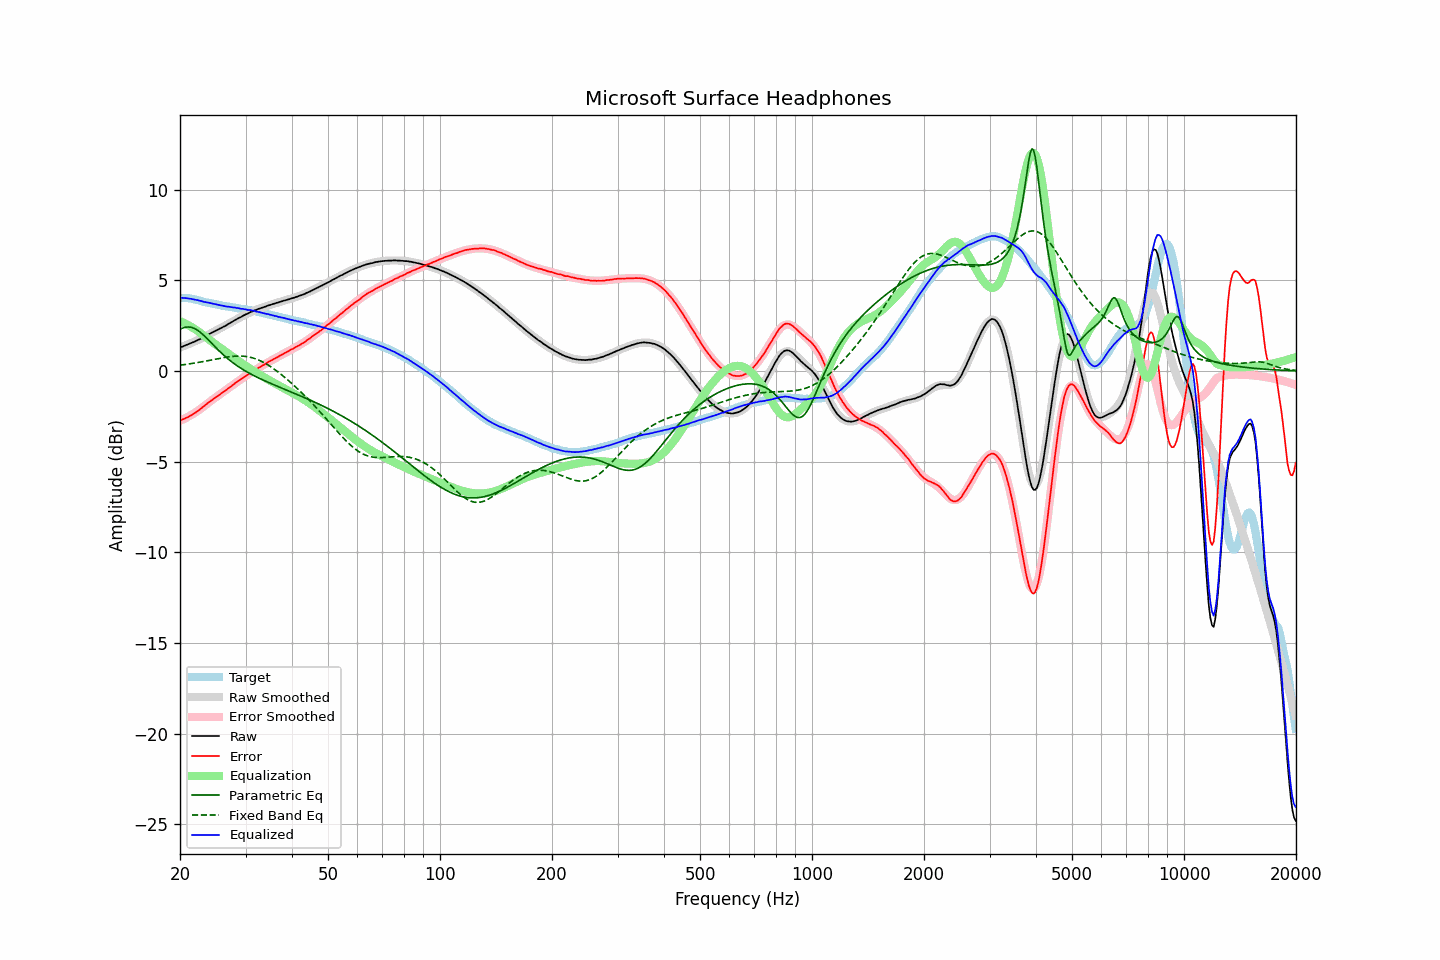 Microsoft Surface Headphones
Amplitude (dBr)
10
5
0
−5
−10
−15
−20
−25
Target
Raw Smoothed
Error Smoothed
Raw
Error
Equalization
Parametric Eq
Fixed Band Eq
Equalized
20 50 100 200 500 1000 2000 5000 10000 20000
Frequency (Hz)